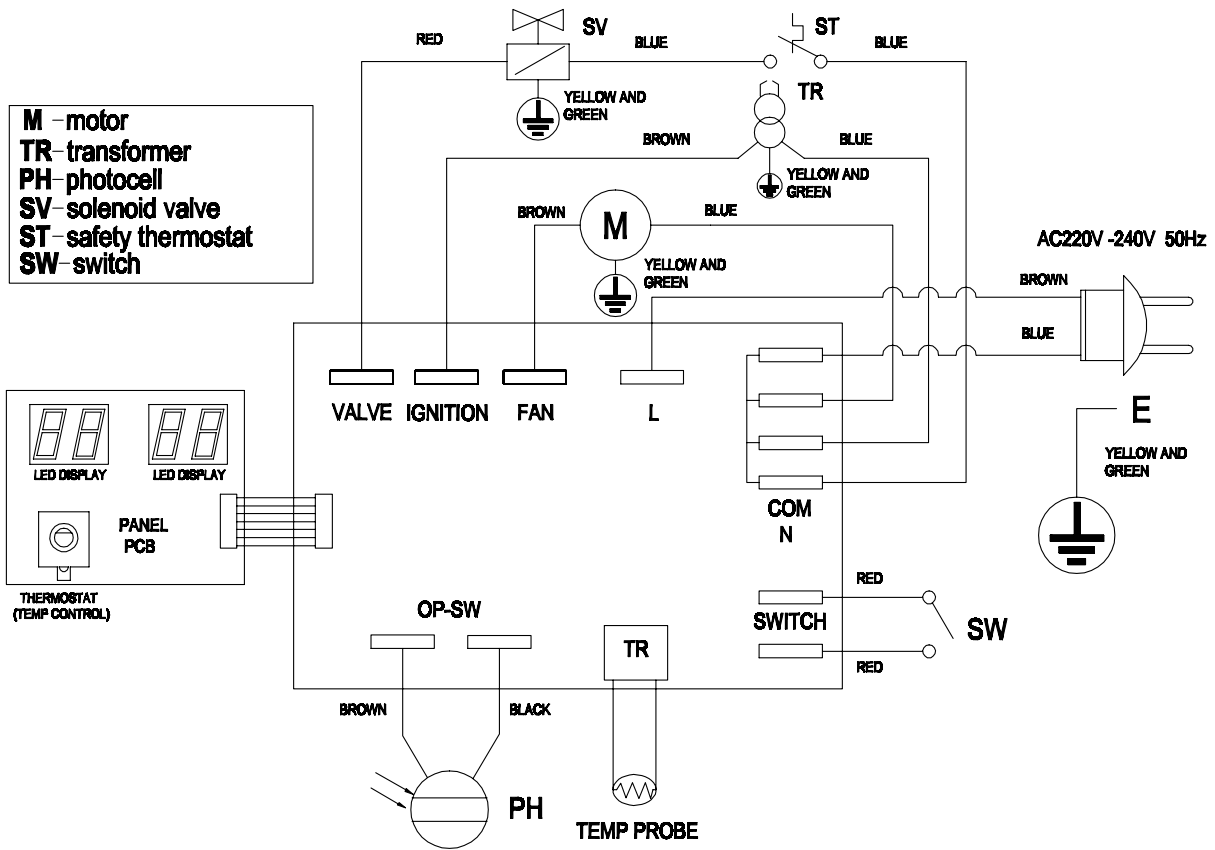 RED
SV
BLUE
ST
BLUE
YELLOW AND
GREEN
TR
BROWN
BLUE
YELLOW AND
GREEN
M -motor
TR-transformer
PH-photocell
SV-solenoid valve
ST-safety thermostat
SW-switch
BROWN
M
BLUE
YELLOW AND
GREEN
AC220V -240V 50Hz
BROWN
BLUE
VALVE
IGNITION
FAN
L
E
YELLOW AND
GREEN
LED DISPLAY
LED DISPLAY
PANEL
PCB
THERMOSTAT
(TEMP CONTROL)
COM
N
OP-SW
TR
RED
SWITCH
SW
RED
BROWN
BLACK
PH
TEMP PROBE